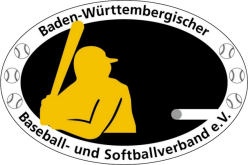 Baden-Württembergischer
Baseball- und Softballverband e.V.